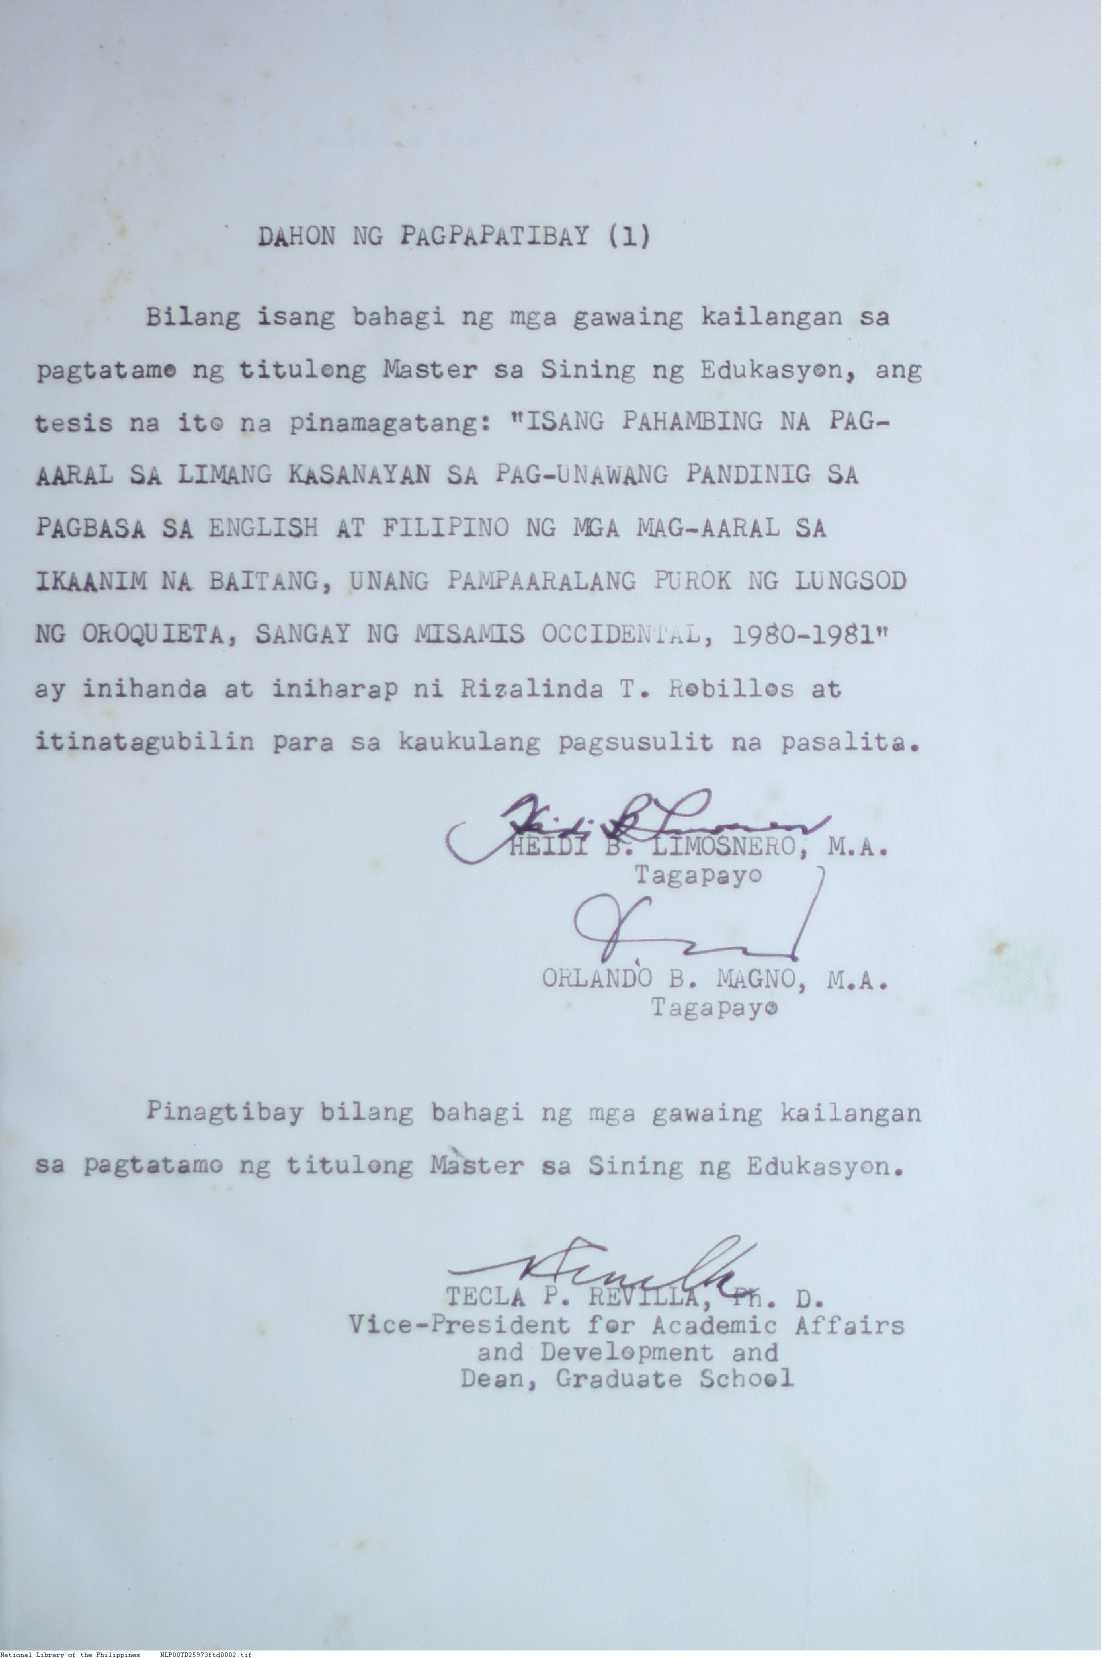 DAHON NG PAGPAPATIBAY (1)
Bilang isang bahagi ng mga gawaing kailangan sa
pagtatamo ng titulong Master sa Sining ng Edukasyon, ang
tesis na ito na pinamagatang: "ISANG PAHAMBING NA PAG-
AARAL SA LIMANG KASANAYAN SA PAG-UNAWANG PANDINIG SA
PAGBASA SA ENGLISH AT FILIPINO NG MGA MAG-AARAL SA
IKAANIM NA BAITANG, UNANG PAMPAARALANG PUROK NG LUNGSOD
NG OROQUIETA, SANGAY NG MISAMIS OCCIDENTAL, 1980-1981"
ay inihanda at iniharap ni Rizalinda T. Robillos at
itinatagubilin para sa kaukulang pagsusulit na pasalita.
HEIDI B. LIMOSNERO, M.A.
Tagapayo
ORLANDO B. MAGNO, M.A.
Tagapayo
Pinagtibay bilang bahagi ng mga gawaing kailangan
sa pagtatamo ng titulong Master sa Sining ng Edukasyon.
TECLA P. REVILLA, Ph. D.
Vice-President for Academic Affairs
and Development and
Dean, Graduate School
National Library of the Philippines NLP00TD25973ftd0002.tif